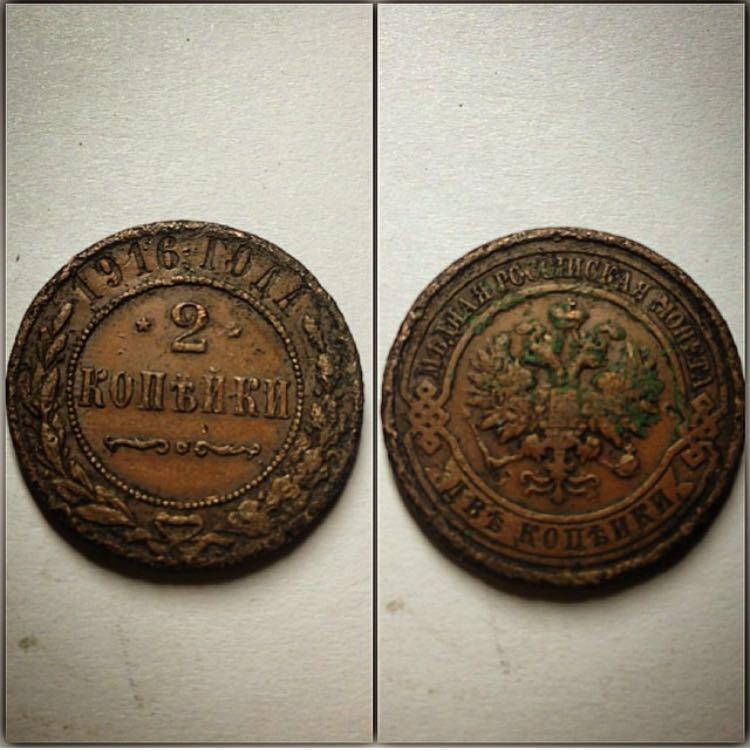 1916 ГОДА
* 2 *
КОПѢЙКИ
МѢДНАЯ РОССІЙСКАЯ МОНЕТА
ДВѢ КОПѢЙКИ